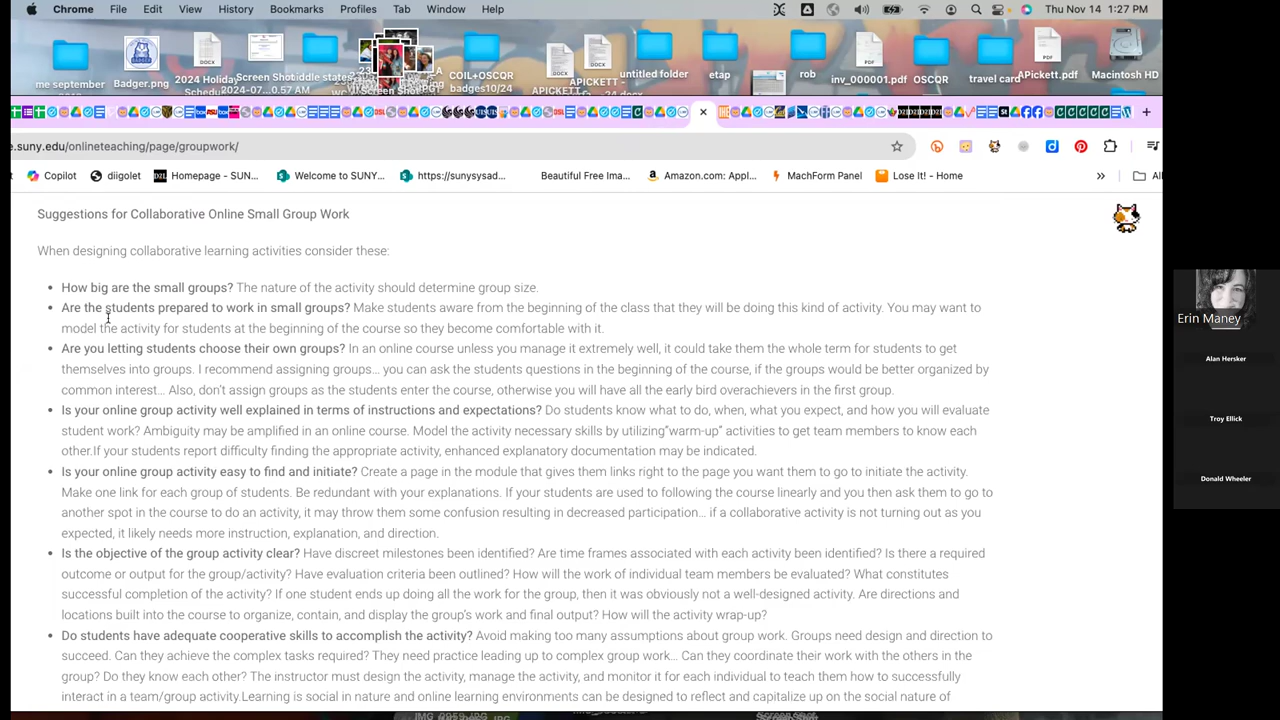 Chrome File Edit View History Bookmarks Profiles Tab Window Help Thu Nov 14 1:27 PM
me september
Badger.png
2024 Holiday
Screen Shot
2024-07...0.57 AM
iddle states
COIL+OSCQR
badges10/24
APICKETT
untitled folder
etap
rob
inv_000001.pdf
OSCQR
travel card
APickett.pdf
Macintosh HD
e.suny.edu/onlineteaching/page/groupwork/
Copilot diigolet Homepage - SUN... Welcome to SUNY... https://sunysysad... Beautiful Free Ima... Amazon.com: Appl... MachForm Panel Lose It! - Home » All
Suggestions for Collaborative Online Small Group Work
When designing collaborative learning activities consider these:
• How big are the small groups? The nature of the activity should determine group size.
• Are the students prepared to work in small groups? Make students aware from the beginning of the class that they will be doing this kind of activity. You may want to
model the activity for students at the beginning of the course so they become comfortable with it.
• Are you letting students choose their own groups? In an online course unless you manage it extremely well, it could take them the whole term for students to get
themselves into groups. I recommend assigning groups... you can ask the students questions in the beginning of the course, if the groups would be better organized by
common interest... Also, don't assign groups as the students enter the course, otherwise you will have all the early bird overachievers in the first group.
• Is your online group activity well explained in terms of instructions and expectations? Do students know what to do, when, what you expect, and how you will evaluate
student work? Ambiguity may be amplified in an online course. Model the activity necessary skills by utilizing“warm-up” activities to get team members to know each
other.If your students report difficulty finding the appropriate activity, enhanced explanatory documentation may be indicated.
• Is your online group activity easy to find and initiate? Create a page in the module that gives them links right to the page you want them to go to initiate the activity.
Make one link for each group of students. Be redundant with your explanations. If your students are used to following the course linearly and you then ask them to go to
another spot in the course to do an activity, it may throw them some confusion resulting in decreased participation... if a collaborative activity is not turning out as you
expected, it likely needs more instruction, explanation, and direction.
• Is the objective of the group activity clear? Have discreet milestones been identified? Are time frames associated with each activity been identified? Is there a required
outcome or output for the group/activity? Have evaluation criteria been outlined? How will the work of individual team members be evaluated? What constitutes
successful completion of the activity? If one student ends up doing all the work for the group, then it was obviously not a well-designed activity. Are directions and
locations built into the course to organize, contain, and display the group's work and final output? How will the activity wrap-up?
• Do students have adequate cooperative skills to accomplish the activity? Avoid making too many assumptions about group work. Groups need design and direction to
succeed. Can they achieve the complex tasks required? They need practice leading up to complex group work... Can they coordinate their work with the others in the
group? Do they know each other? The instructor must design the activity, manage the activity, and monitor it for each individual to teach them how to successfully
interact in a team/group activity.Learning is social in nature and online learning environments can be designed to reflect and capitalize up on the social nature of
Erin Maney
Alan Hersker
Troy Ellick
Donald Wheeler